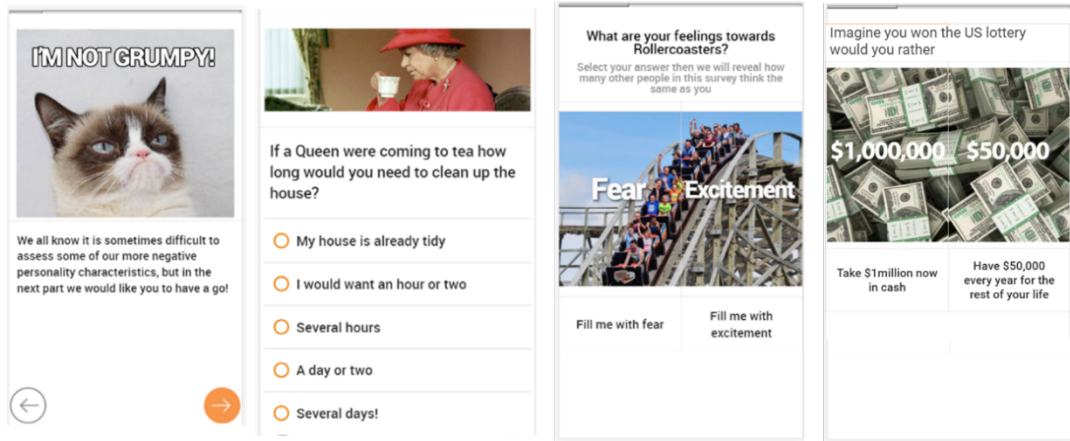 I'M NOT GRUMPY!
We all know it is sometimes difficult to
assess some of our more negative
personality characteristics, but in the
next part we would like you to have a go!
If a Queen were coming to tea how
long would you need to clean up the
house?
My house is already tidy
I would want an hour or two
Several hours
A day or two
Several days!
What are your feelings towards
Rollercoasters?
Select your answer then we will reveal how
many other people in this survey think the
same as you
Fear
Excitement
Fill me with fear
Fill me with
excitement
Imagine you won the US lottery
would you rather
$1,000,000
$50,000
Take $1million now
in cash
Have $50,000
every year for the
rest of your life